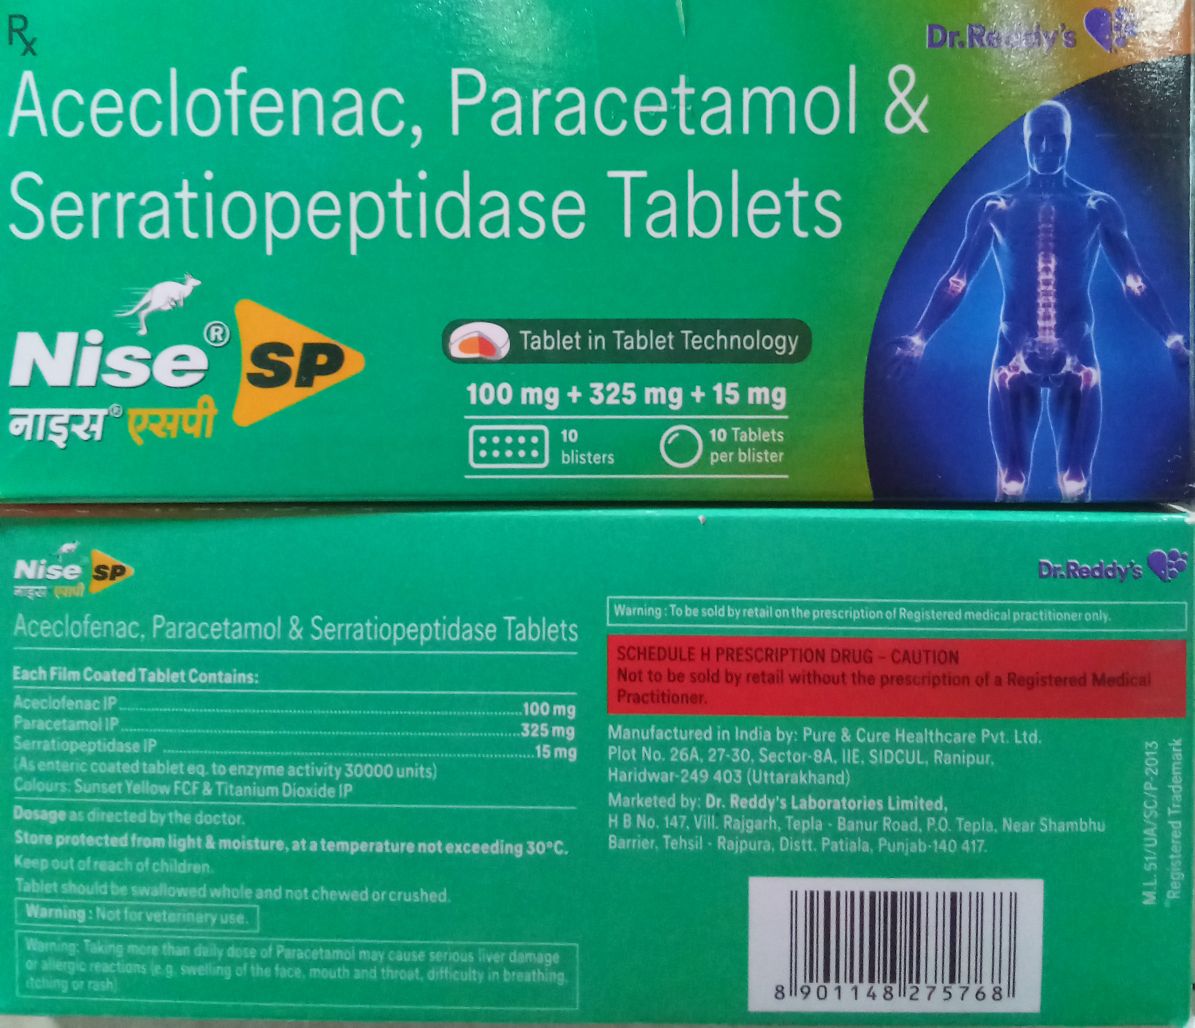 Rx
Dr.Reddy's
Aceclofenac, Paracetamol &
Serratiopeptidase Tablets
Nise® SP
नाइस® एसपी
Tablet in Tablet Technology
100 mg + 325 mg + 15 mg
10
blisters
10 Tablets
per blister
Nise SP
नाइस एसपी
Aceclofenac, Paracetamol & Serratiopeptidase Tablets
Each Film Coated Tablet Contains:
Aceclofenac IP 100 mg
Paracetamol IP 325 mg
Serratiopeptidase IP 15 mg
(As enteric coated tablet eq. to enzyme activity 30000 units)
Colours: Sunset Yellow FCF & Titanium Dioxide IP
Dosage as directed by the doctor.
Store protected from light & moisture, at a temperature not exceeding 30°C.
Keep out of reach of children.
Tablet should be swallowed whole and not chewed or crushed.
Warning : Not for veterinary use.
Warning: Taking more than daily dose of Paracetamol may cause serious liver damage
or allergic reactions (e.g. swelling of the face, mouth and throat, difficulty in breathing,
itching or rash)
Dr.Reddy's
Warning : To be sold by retail on the prescription of Registered medical practitioner only.
SCHEDULE H PRESCRIPTION DRUG – CAUTION
Not to be sold by retail without the prescription of a Registered Medical
Practitioner.
Manufactured in India by: Pure & Cure Healthcare Pvt. Ltd.
Plot No. 26A, 27-30, Sector-8A, IIE, SIDCUL, Ranipur,
Haridwar-249 403 (Uttarakhand)
Marketed by: Dr. Reddy's Laboratories Limited,
H B No. 147, Vill. Rajgarh, Tepla - Banur Road, P.O. Tepla, Near Shambhu
Barrier, Tehsil - Rajpura, Distt. Patiala, Punjab-140 417.
M.L. 51/UA/SC/P-2013
®Registered Trademark
8 901148 275768